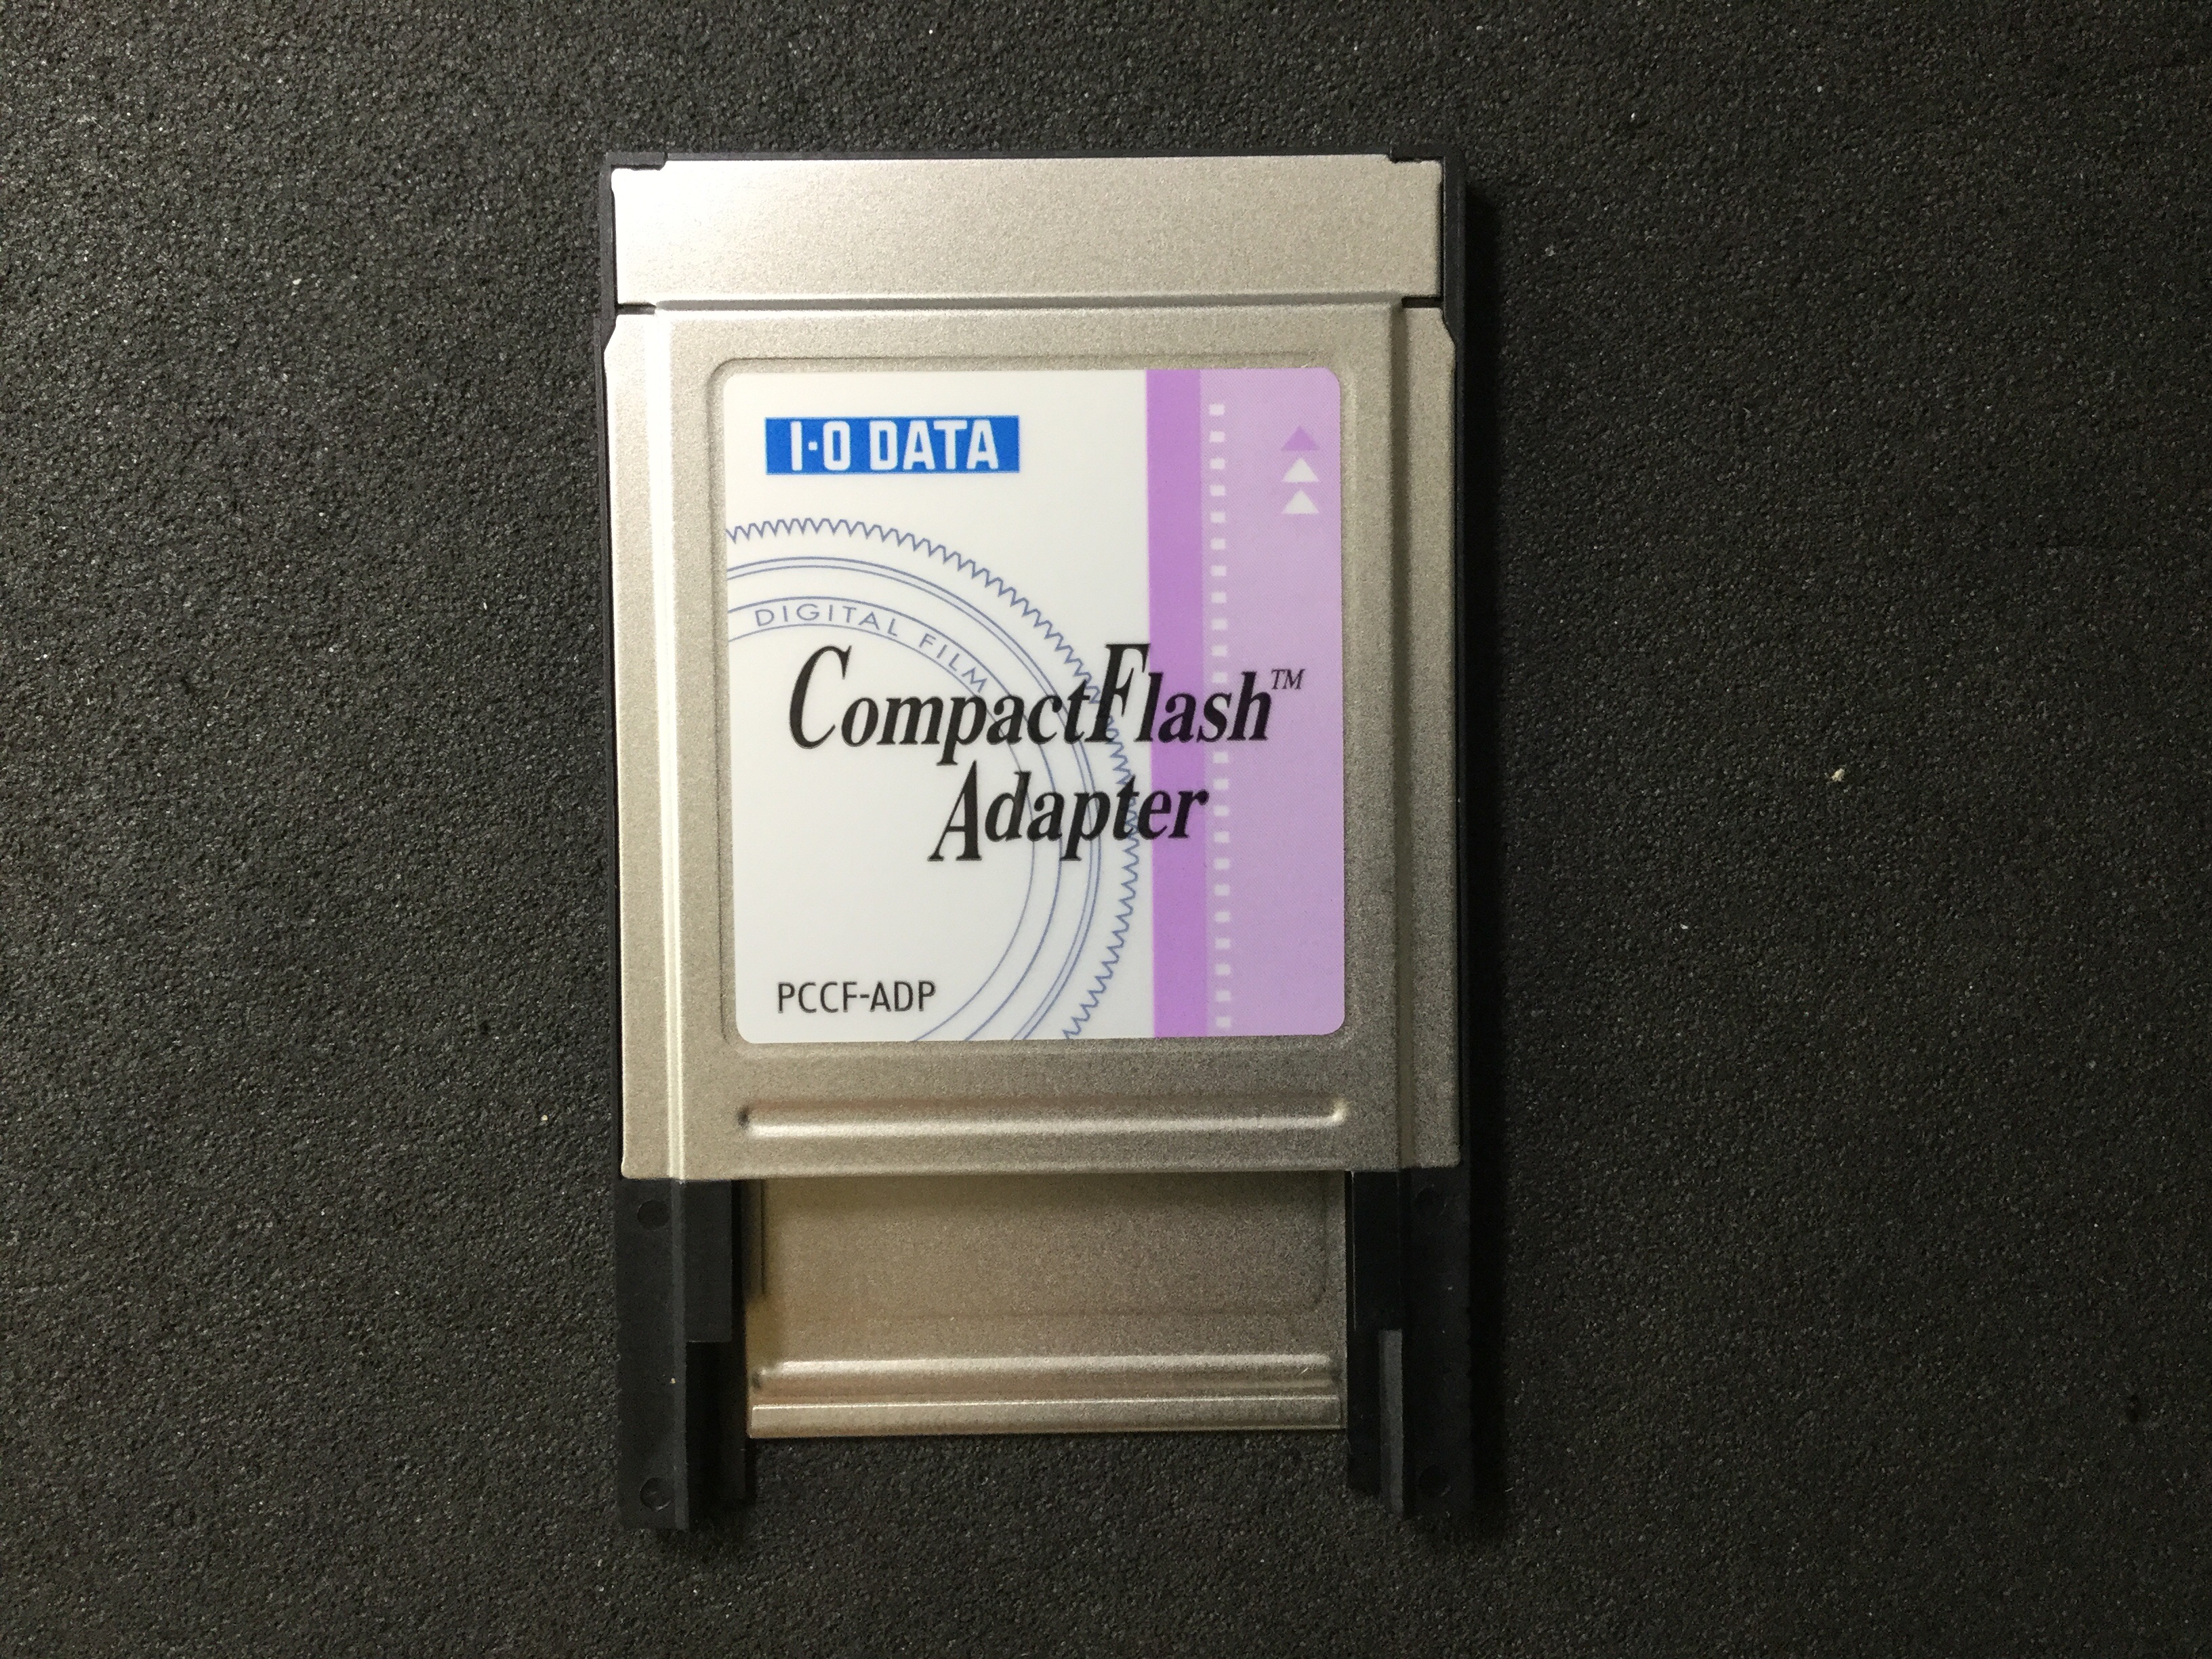 I·O DATA
DIGITAL FILM
CompactFlash™
Adapter
PCCF-ADP